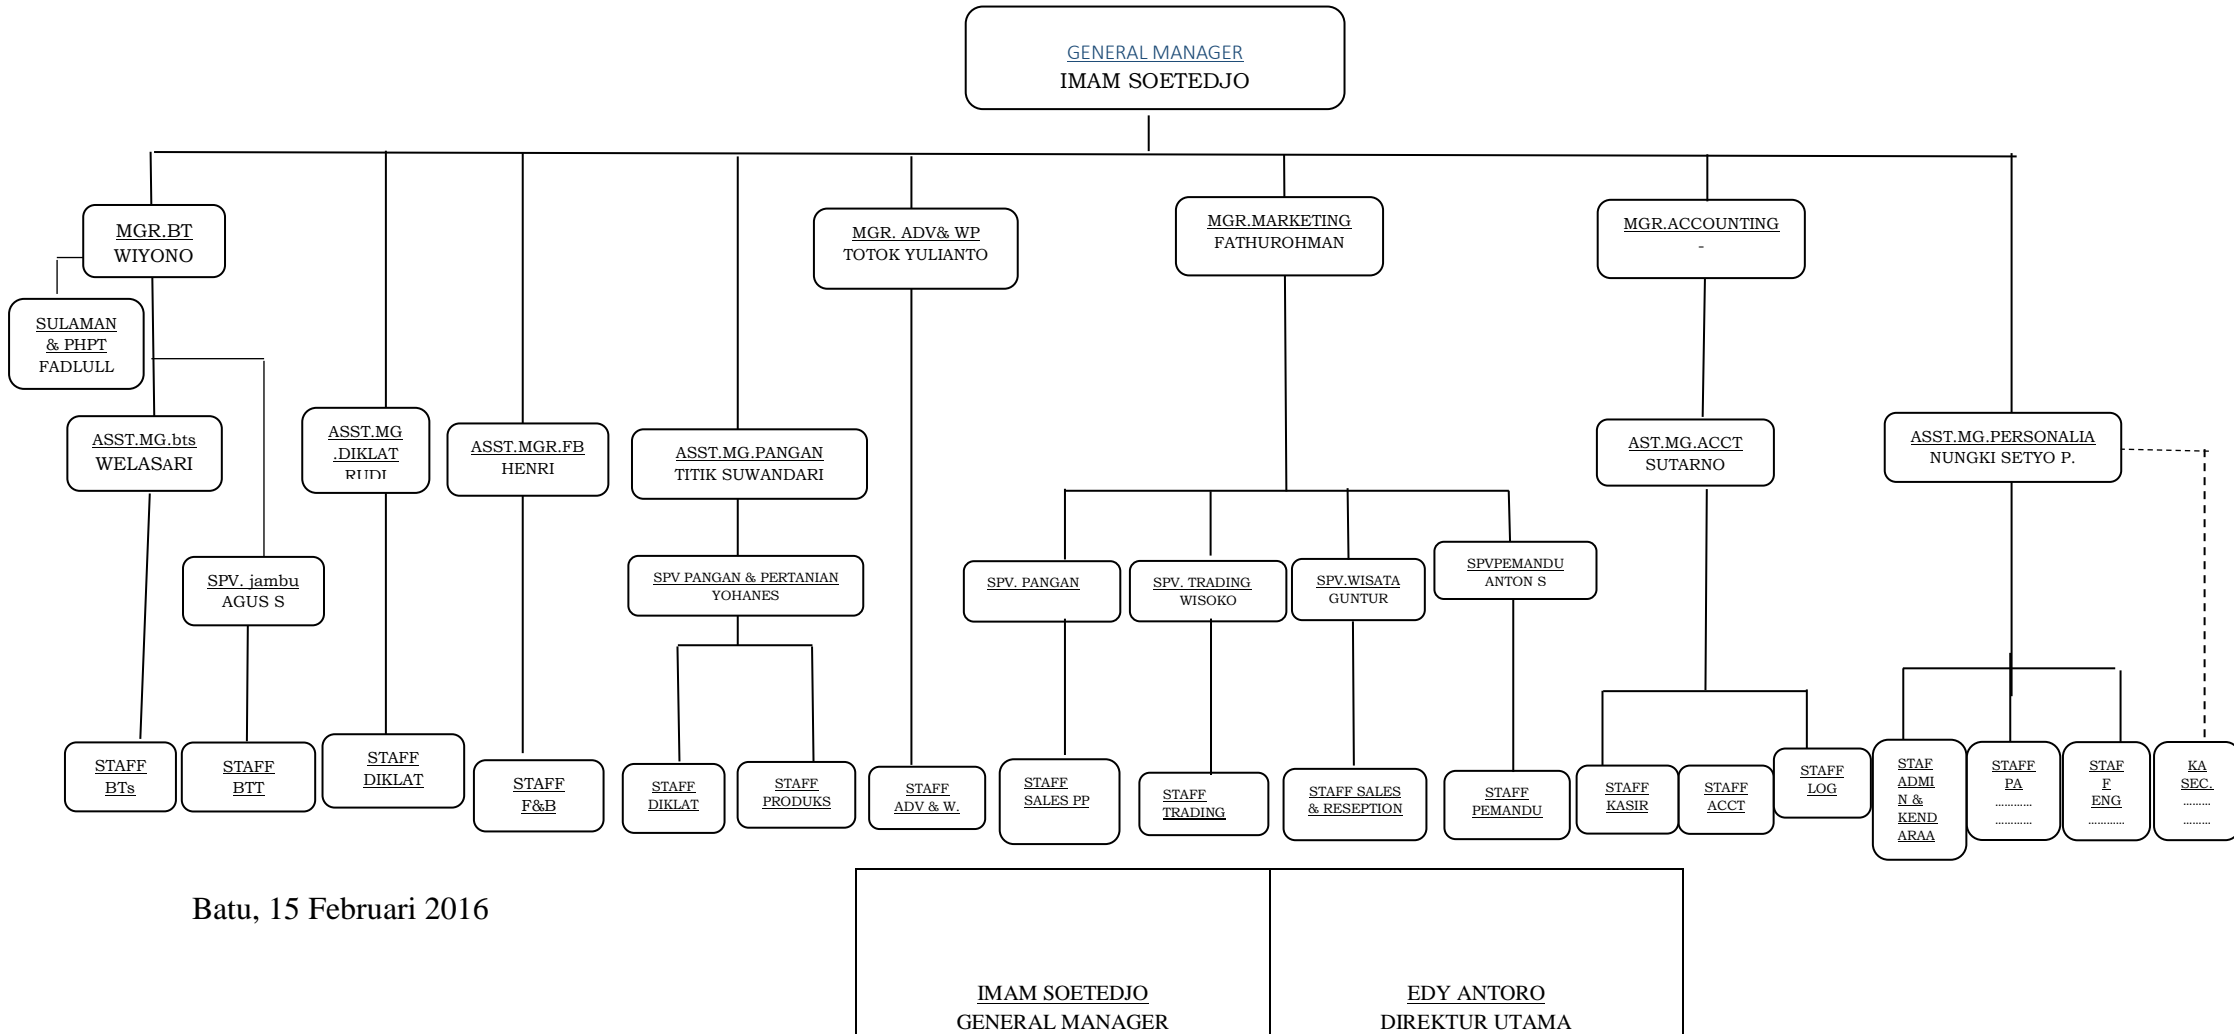 GENERAL MANAGER
IMAM SOETEDJO
MGR.BT
WIYONO
MGR. ADV& WP
TOTOK YULIANTO
MGR.MARKETING
FATHUROHMAN
MGR.ACCOUNTING
-
SULAMAN
& PHPT
FADLULL
ASST.MG.bts
WELASARI
ASST.MG
.DIKLAT
RUDI
ASST.MGR.FB
HENRI
ASST.MG.PANGAN
TITIK SUWANDARI
AST.MG.ACCT
SUTARNO
ASST.MG.PERSONALIA
NUNGKI SETYO P.
SPV. jambu
AGUS S
SPV PANGAN & PERTANIAN
YOHANES
SPV. PANGAN
SPV. TRADING
WISOKO
SPV.WISATA
GUNTUR
SPVPEMANDU
ANTON S
STAFF
BTs
STAFF
BTT
STAFF
DIKLAT
STAFF
F&B
STAFF
DIKLAT
STAFF
PRODUKS
STAFF
ADV & W.
STAFF
SALES PP
STAFF
TRADING
STAFF SALES
& RESEPTION
STAFF
PEMANDU
STAFF
KASIR
STAFF
ACCT
STAFF
LOG
STAF
ADMI
N &
KEND
ARAA
STAFF
PA
............
............
STAF
F
ENG
............
KA
SEC.
.........
.........
Batu, 15 Februari 2016
IMAM SOETEDJO
GENERAL MANAGER
EDY ANTORO
DIREKTUR UTAMA